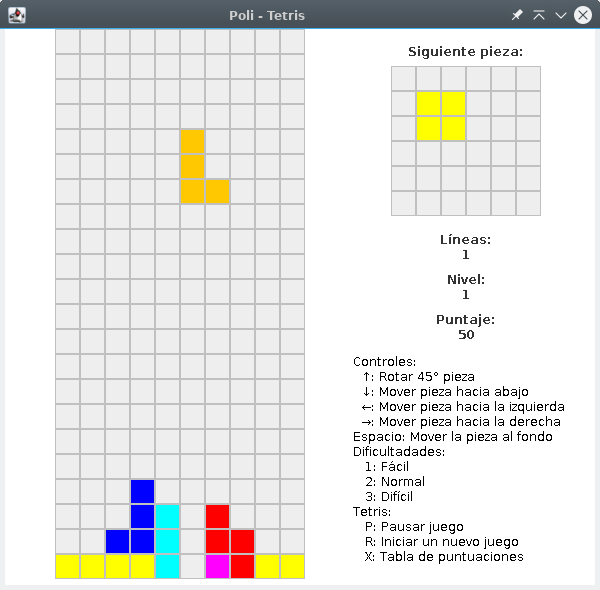 Poli - Tetris
Siguiente pieza:
Líneas:
1
Nivel:
1
Puntaje:
50
Controles:
↑: Rotar 45° pieza
↓: Mover pieza hacia abajo
←: Mover pieza hacia la izquierda
→: Mover pieza hacia la derecha
Espacio: Mover la pieza al fondo
Dificultadades:
1: Fácil
2: Normal
3: Difícil
Tetris:
P: Pausar juego
R: Iniciar un nuevo juego
X: Tabla de puntuaciones